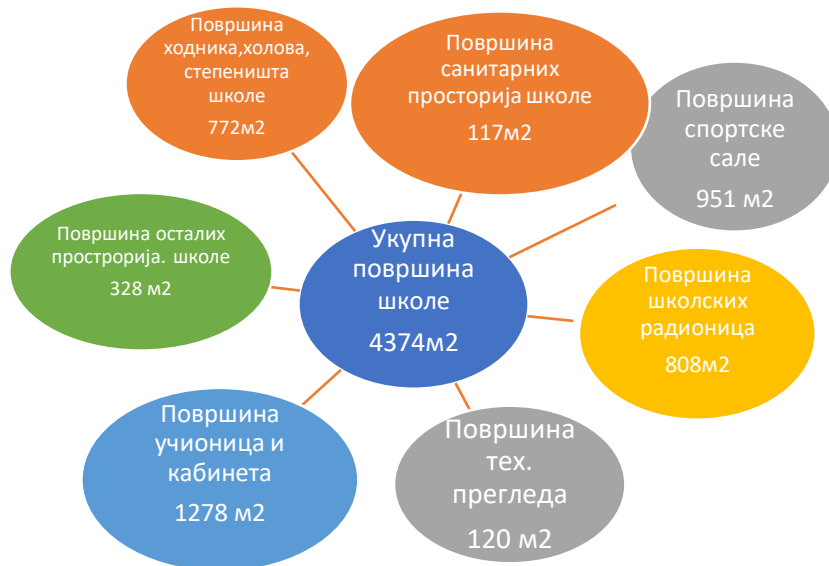 Површина
ходника,холова,
степеништа
школе
772м2
Површина
санитарних
просторија школе
117м2
Површина
спортске
сале
951 м2
Површина осталих
простpорија. школе
328 м2
Укупна
површина
школе
4374м2
Површина
школских
радионица
808м2
Површина
учионица и
кабинета
1278 м2
Површина
тех.
прегледа
120 м2